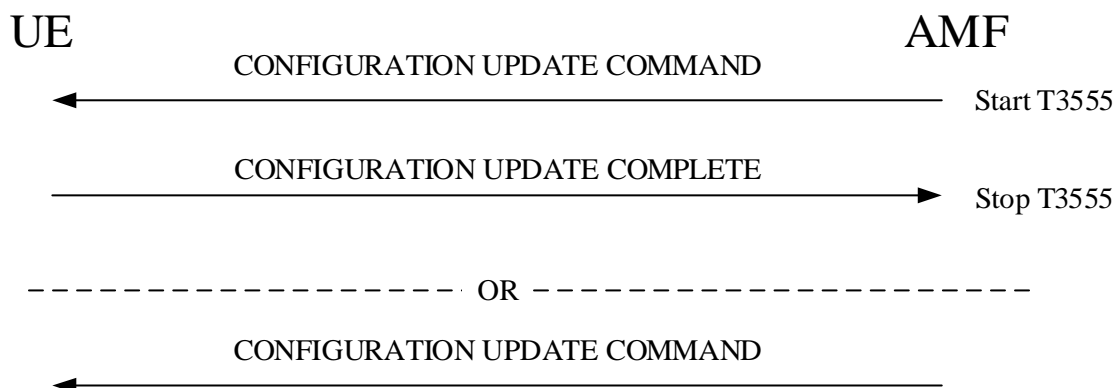 UE AMF
CONFIGURATION UPDATE COMMAND
Start T3555
CONFIGURATION UPDATE COMPLETE
Stop T3555
OR
CONFIGURATION UPDATE COMMAND